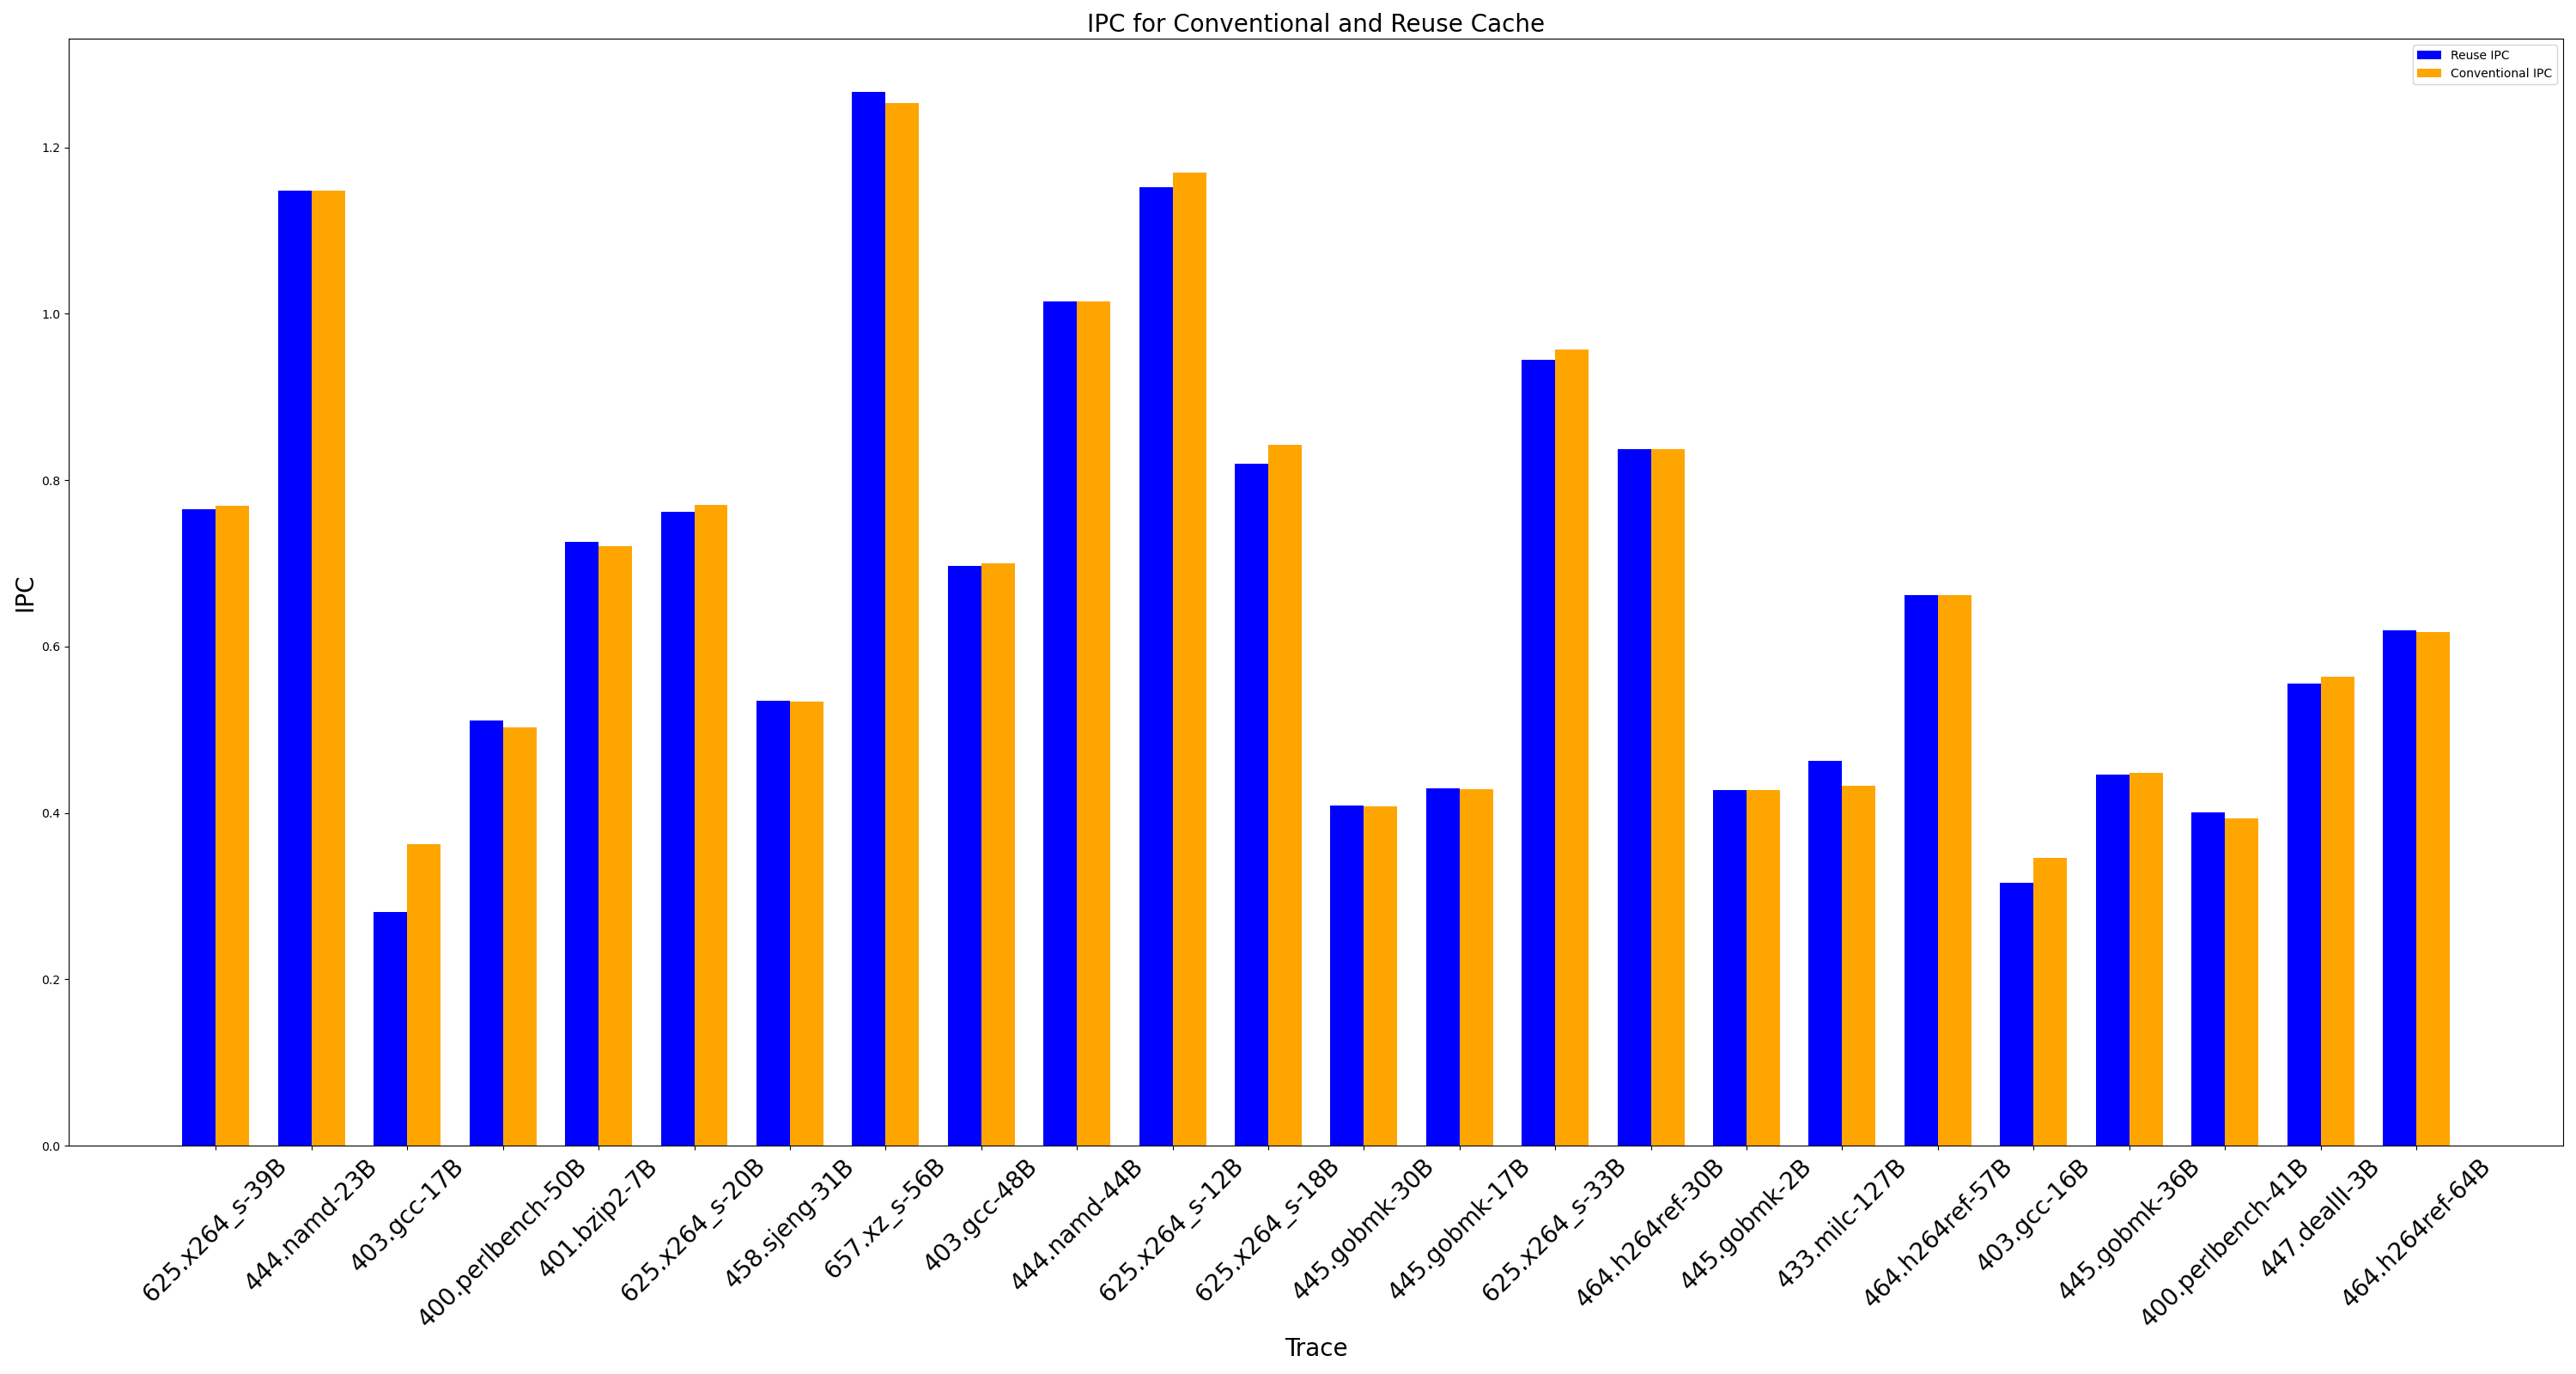 IPC for Conventional and Reuse Cache
Reuse IPC
Conventional IPC
IPC
1.2
1.0
0.8
0.6
0.4
0.2
0.0
625.x264_s-39B
444.namd-23B
403.gcc-17B
400.perlbench-50B
401.bzip2-7B
625.x264_s-20B
458.sjeng-31B
657.xz_s-56B
403.gcc-48B
444.namd-44B
625.x264_s-12B
625.x264_s-18B
445.gobmk-30B
445.gobmk-17B
625.x264_s-33B
464.h264ref-30B
445.gobmk-2B
433.milc-127B
464.h264ref-57B
403.gcc-16B
445.gobmk-36B
400.perlbench-41B
447.dealII-3B
464.h264ref-64B
Trace